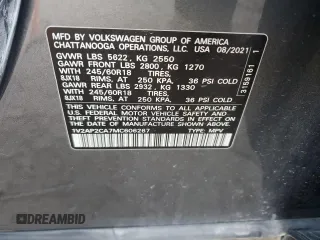 MFD BY VOLKSWAGEN GROUP OF AMERICA
CHATTANOOGA OPERATIONS, LLC. USA 08/2021
GVWR LBS 5622, KG 2550
GAWR FRONT LBS 2800, KG 1270
WITH 245/60R18 TIRES,
8JX18 RIMS, AT 250 KPA. 36 PSI COLD
GAWR REAR LBS 2932, KG 1330
WITH 245/60R18 TIRES,
8JX18 RIMS, AT 250 KPA. 36 PSI COLD
THIS VEHICLE CONFORMS TO ALL APPLICABLE
U.S. FEDERAL MOTOR VEHICLE SAFETY AND
THEFT PREVENTION STANDARDS IN EFFECT ON THE
DATE OF MANUFACTURE SHOWN ABOVE.
1V2AP2CA7MC606267 TYPE: MPV
3159161 1
DREAMBID